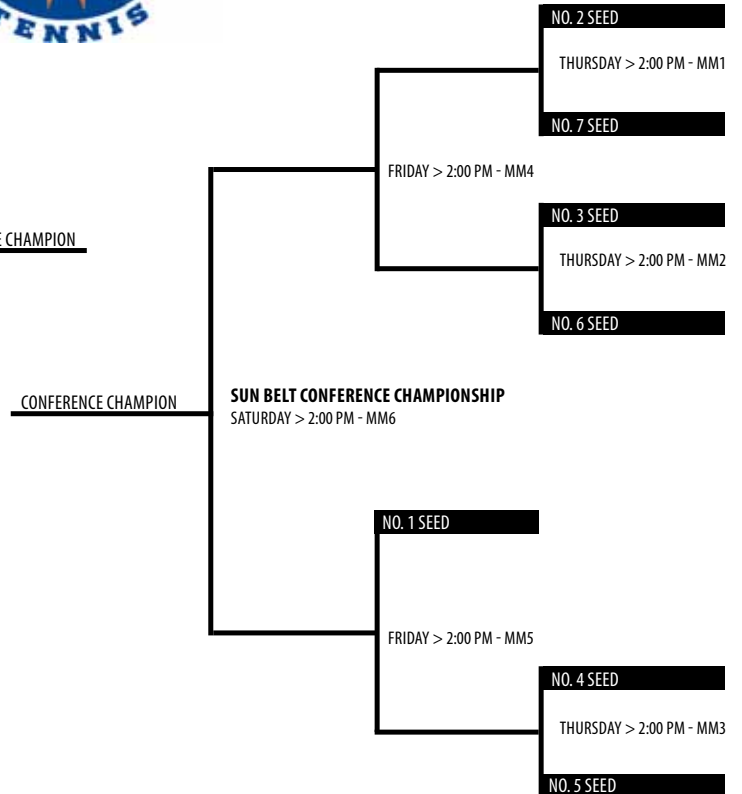 TENNIS
NO. 2 SEED
THURSDAY > 2:00 PM - MM1
NO. 7 SEED
FRIDAY > 2:00 PM - MM4
NO. 3 SEED
CHAMPION
THURSDAY > 2:00 PM - MM2
NO. 6 SEED
SUN BELT CONFERENCE CHAMPIONSHIP
CONFERENCE CHAMPION
SATURDAY > 2:00 PM - MM6
NO. 1 SEED
FRIDAY > 2:00 PM - MM5
NO. 4 SEED
THURSDAY > 2:00 PM - MM3
NO. 5 SEED